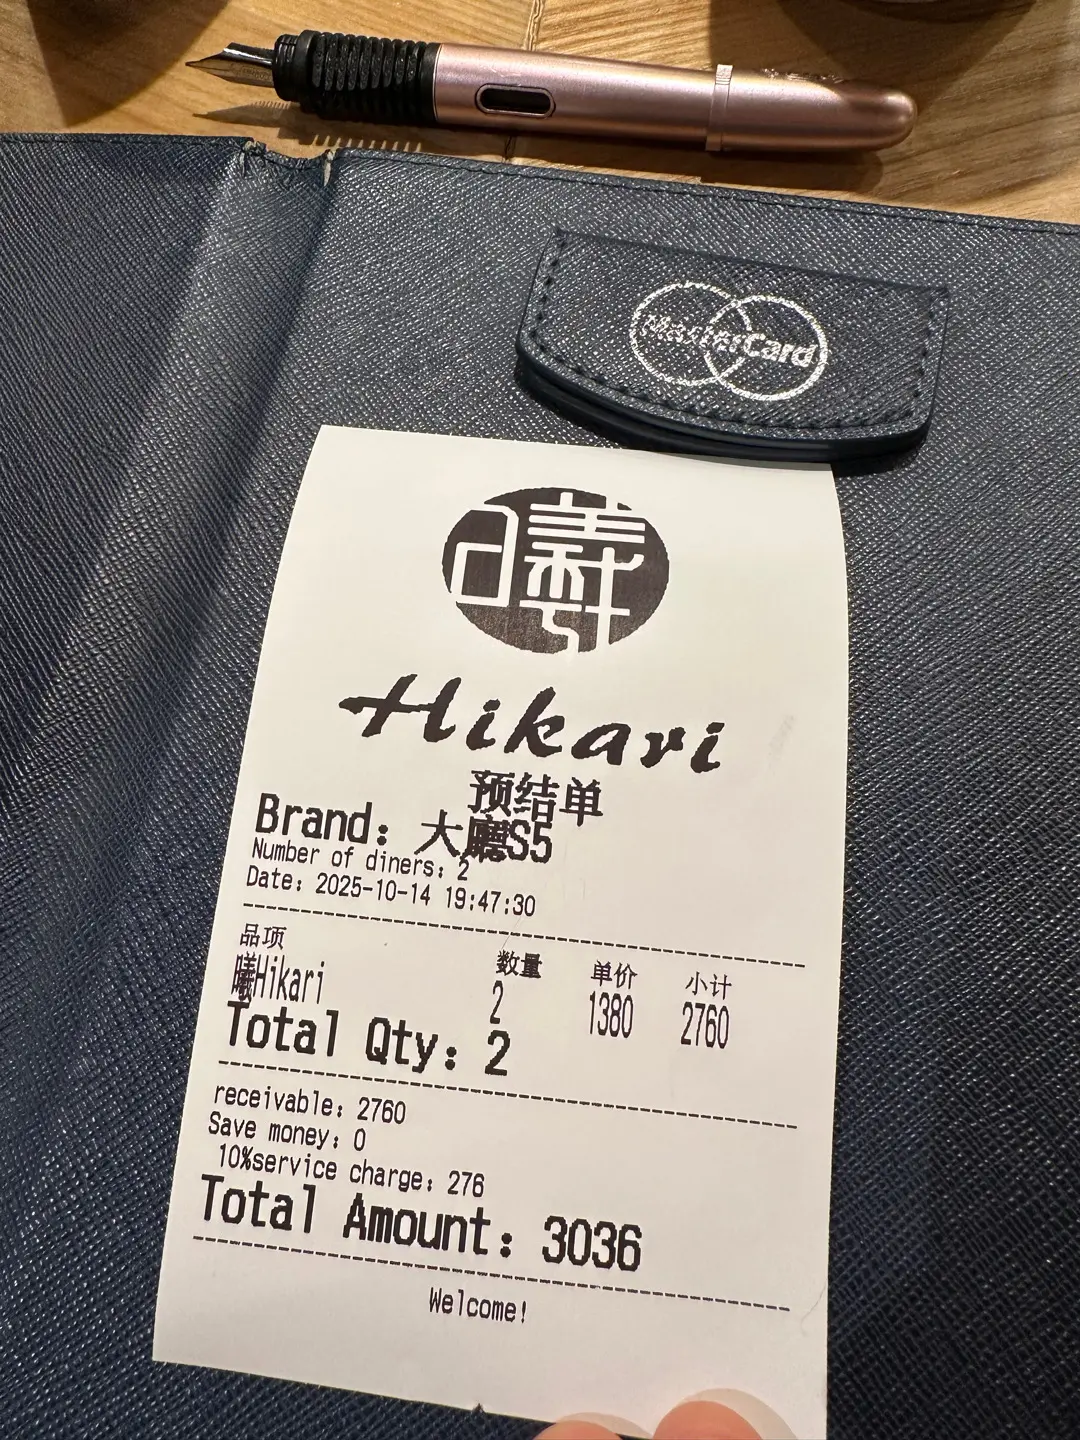 MasterCard
曦
Hikari
预结单
Brand: 大廳S5
Number of diners: 2
Date: 2025-10-14 19:47:30
品项 数量 单价 小计
曦Hikari 2 1380 2760
Total Qty: 2
receivable: 2760
Save money: 0
10%service charge: 276
Total Amount: 3036
Welcome!